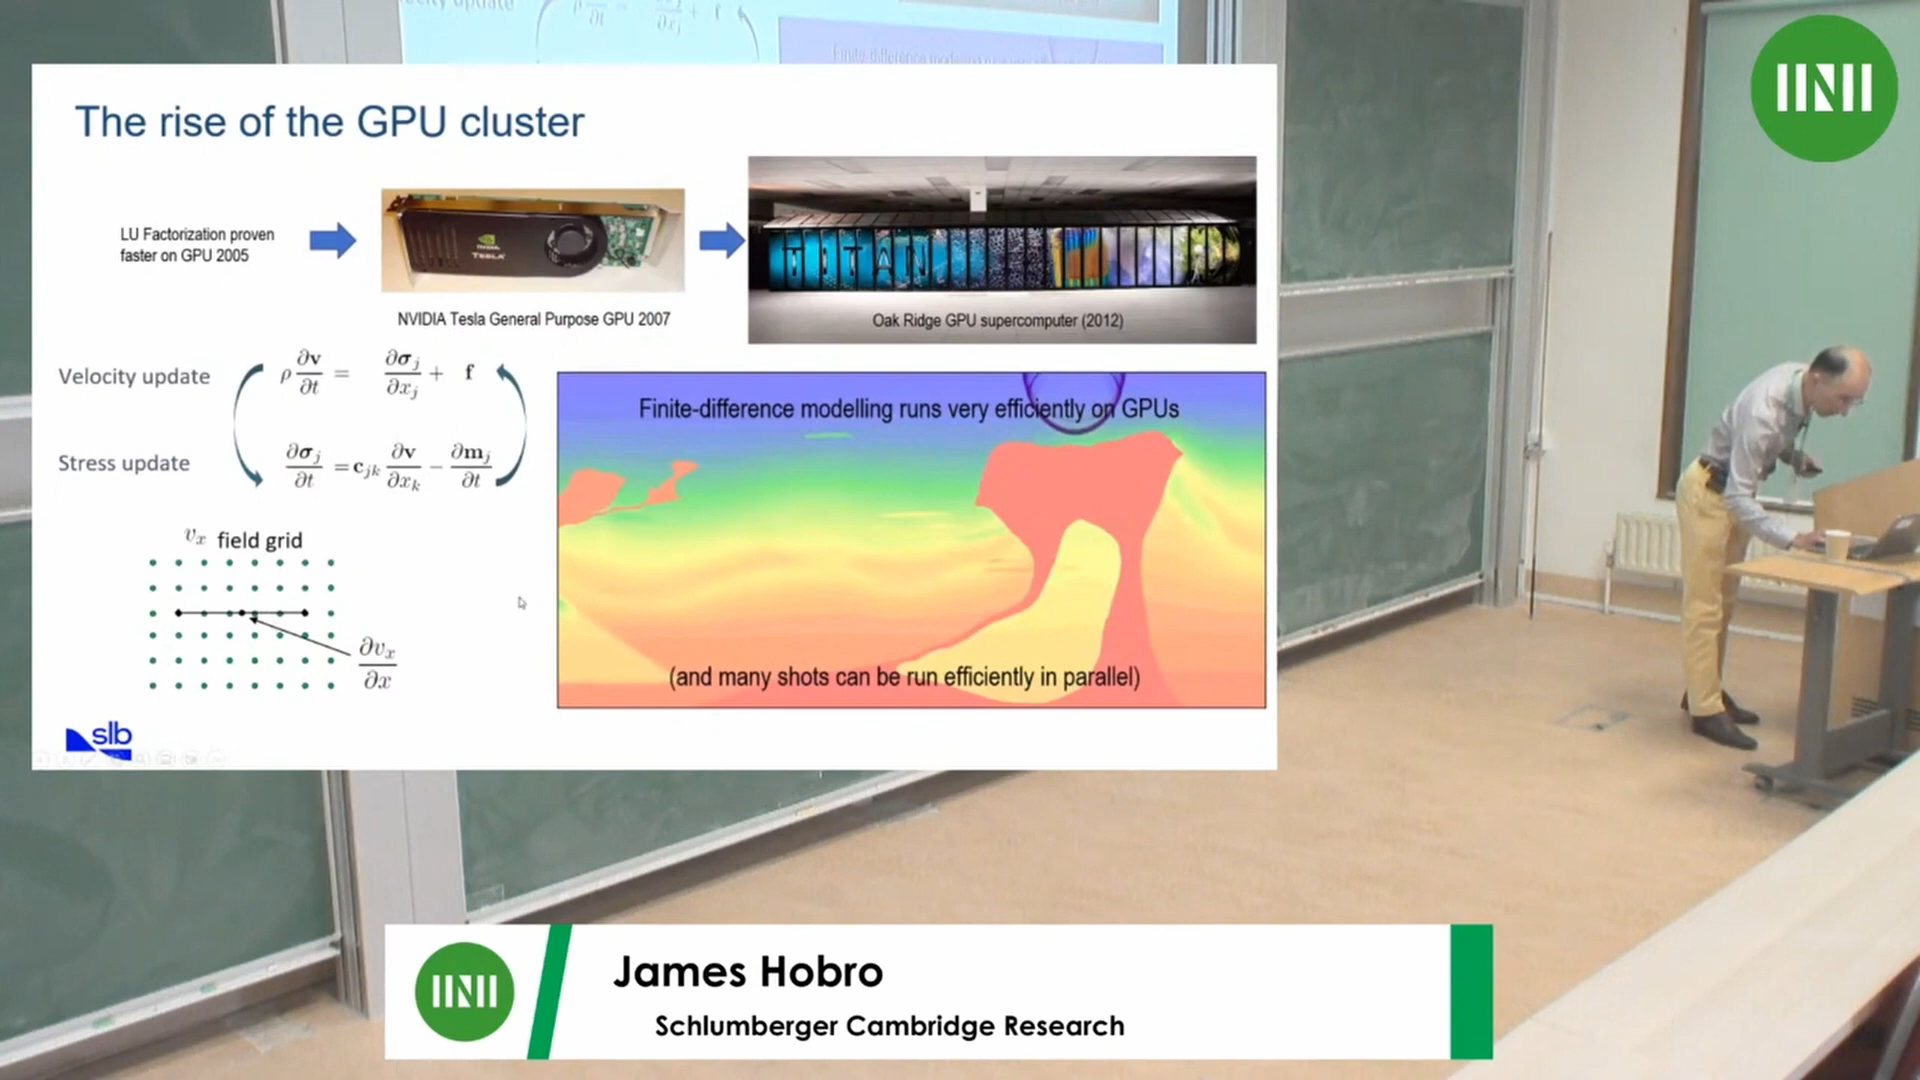 The rise of the GPU cluster
LU Factorization proven
faster on GPU 2005
NVIDIA
TESLA
NVIDIA Tesla General Purpose GPU 2007
TITAN
Oak Ridge GPU supercomputer (2012)
Velocity update
ρ ∂v/∂t = ∂σ_j/∂x_j + f
Stress update
∂σ_j/∂t = c_jk ∂v/∂x_k − ∂m_j/∂t
v_x field grid
∂v_x/∂x
Finite-difference modelling runs very efficiently on GPUs
(and many shots can be run efficiently in parallel)
slb
James Hobro
Schlumberger Cambridge Research